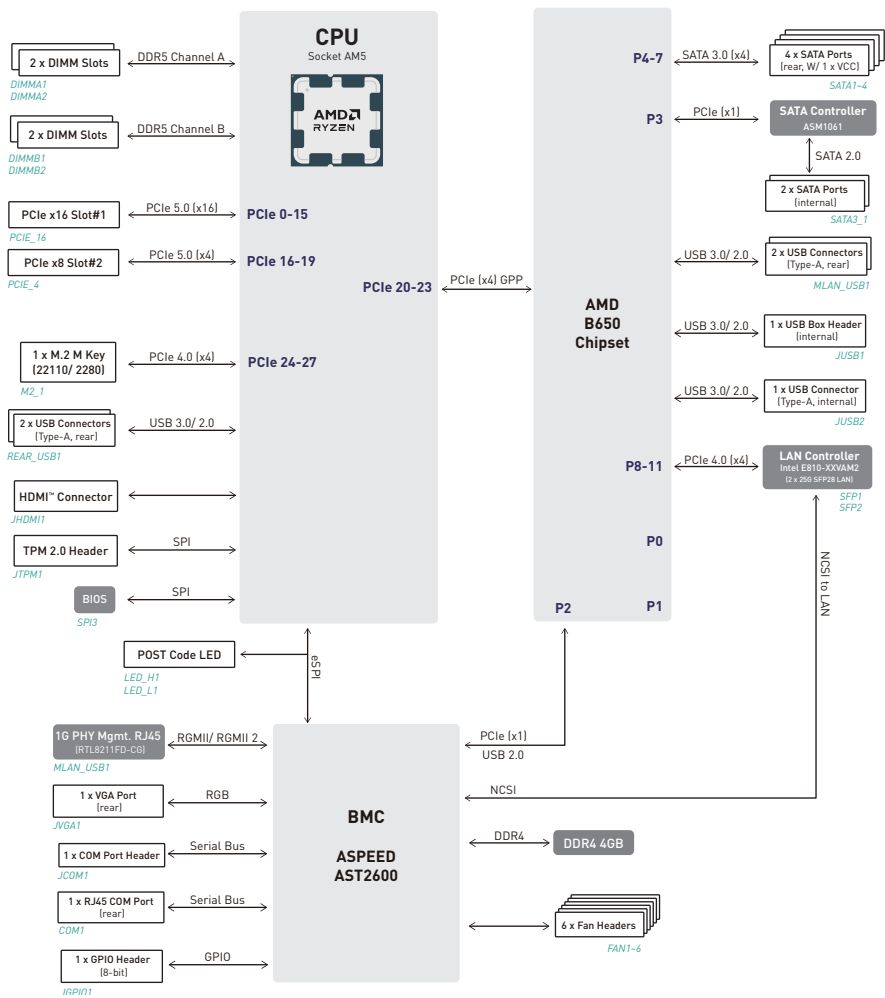 CPU
Socket AM5
AMD
RYZEN
2 x DIMM Slots
DDR5 Channel A
DIMMA1
DIMMA2
2 x DIMM Slots
DDR5 Channel B
DIMMB1
DIMMB2
PCIe x16 Slot#1
PCIe 5.0 (x16)
PCIe 0-15
PCIE_16
PCIe x8 Slot#2
PCIe 5.0 (x4)
PCIe 16-19
PCIE_4
PCIe 20-23
PCIe (x4) GPP
1 x M.2 M Key
(22110/ 2280)
PCIe 4.0 (x4)
PCIe 24-27
M2_1
2 x USB Connectors
(Type-A, rear)
USB 3.0/ 2.0
REAR_USB1
HDMI™ Connector
JHDMI1
TPM 2.0 Header
SPI
JTPM1
BIOS
SPI
SPI3
POST Code LED
LED_H1
LED_L1
eSPI
AMD
B650
Chipset
P4-7
SATA 3.0 (x4)
4 x SATA Ports
(rear, W/ 1 x VCC)
SATA1~4
P3
PCIe (x1)
SATA Controller
ASM1061
SATA 2.0
2 x SATA Ports
(internal)
SATA3_1
USB 3.0/ 2.0
2 x USB Connectors
(Type-A, rear)
MLAN_USB1
USB 3.0/ 2.0
1 x USB Box Header
(internal)
JUSB1
USB 3.0/ 2.0
1 x USB Connector
(Type-A, internal)
JUSB2
P8-11
PCIe 4.0 (x4)
LAN Controller
Intel E810-XXVAM2
(2 x 25G SFP28 LAN)
SFP1
SFP2
P0
P1
P2
NCSI to LAN
BMC
ASPEED
AST2600
1G PHY Mgmt. RJ45
(RTL8211FD-CG)
RGMII/ RGMII 2
MLAN_USB1
PCIe (x1)
USB 2.0
1 x VGA Port
(rear)
RGB
JVGA1
NCSI
1 x COM Port Header
Serial Bus
JCOM1
DDR4
DDR4 4GB
1 x RJ45 COM Port
(rear)
Serial Bus
COM1
6 x Fan Headers
FAN1~6
1 x GPIO Header
(8-bit)
GPIO
JGPIO1